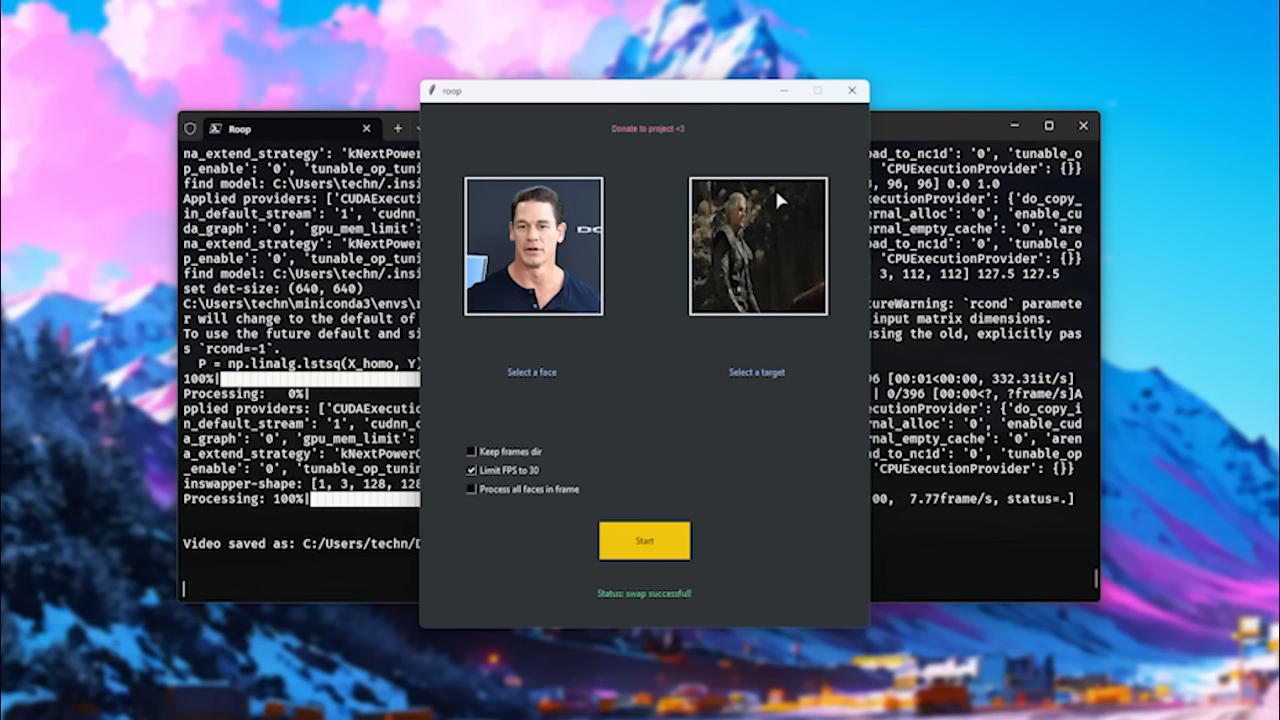 roop
Donate to project <3
Select a face
Select a target
Keep frames dir
Limit FPS to 30
Process all faces in frame
Start
Status: swap successful!
Roop
na_extend_strategy': 'kNextPower ad_to_nc1d': '0', 'tunable_o
p_enable': '0', 'tunable_op_tuni 'CPUExecutionProvider': {}}
find model: C:\Users\techn/.insi , 96, 96] 0.0 1.0
Applied providers: ['CUDAExecutio ecutionProvider': {'do_copy_
in_default_stream': '1', 'cudnn_ rnal_alloc': '0', 'enable_cu
da_graph': '0', 'gpu_mem_limit': rnal_empty_cache': '0', 'are
na_extend_strategy': 'kNextPower ad_to_nc1d': '0', 'tunable_o
p_enable': '0', 'tunable_op_tuni 'CPUExecutionProvider': {}}
find model: C:\Users\techn/.insi 3, 112, 112] 127.5 127.5
set det-size: (640, 640)
C:\Users\techn\miniconda3\envs\r tureWarning: `rcond` paramete
r will change to the default of input matrix dimensions.
To use the future default and si using the old, explicitly pas
s `rcond=-1`.
P = np.linalg.lstsq(X_homo, Y)
100%| 96 [00:01<00:00, 332.31it/s]
Processing: 0%| | 0/396 [00:00<?, ?frame/s]A
pplied providers: ['CUDAExecutio ecutionProvider': {'do_copy_i
n_default_stream': '1', 'cudnn_c rnal_alloc': '0', 'enable_cud
a_graph': '0', 'gpu_mem_limit': rnal_empty_cache': '0', 'aren
a_extend_strategy': 'kNextPowerO ad_to_nc1d': '0', 'tunable_op
_enable': '0', 'tunable_op_tunin 'CPUExecutionProvider': {}}
inswapper-shape: [1, 3, 128, 128
Processing: 100%| 00, 7.77frame/s, status=.]
Video saved as: C:/Users/techn/D